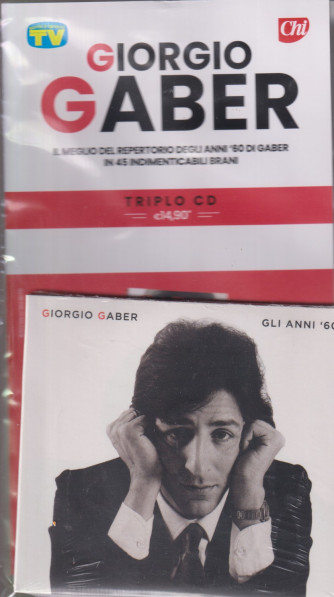 TV
Chi
GIORGIO
GABER
IL MEGLIO DEL REPERTORIO DEGLI ANNI '60 DI GABER
IN 45 INDIMENTICABILI BRANI
TRIPLO CD
€14,90*
GIORGIO GABER
GLI ANNI '60